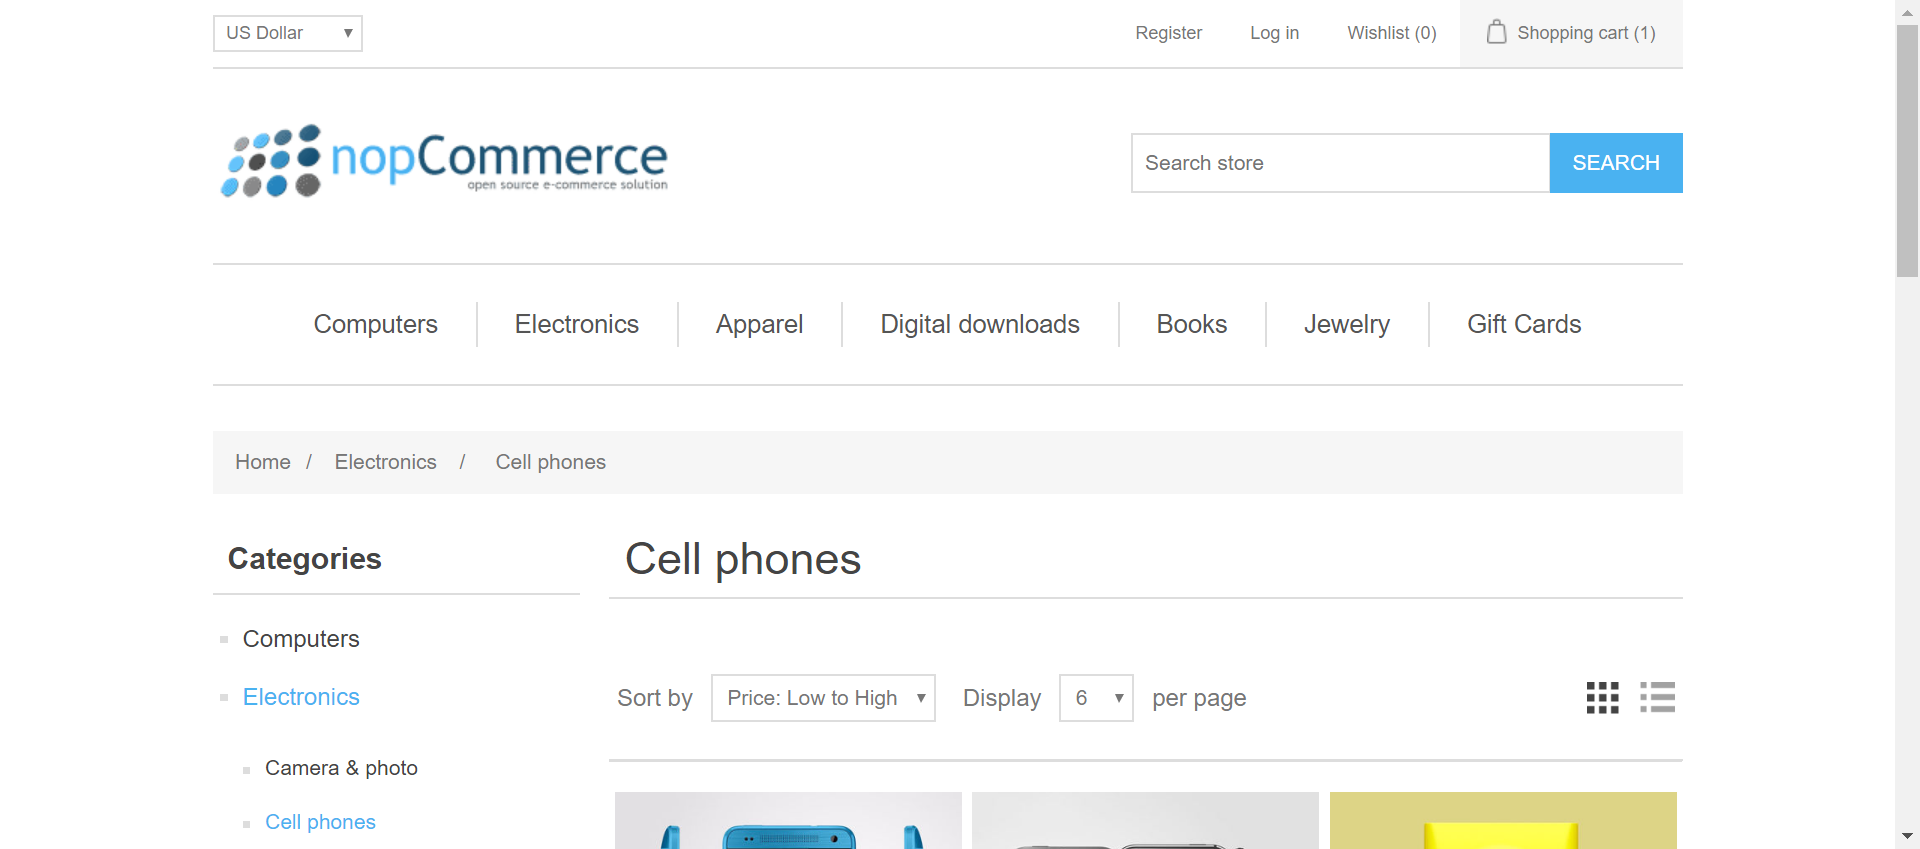 US Dollar
Register Log in Wishlist (0) Shopping cart (1)
nopCommerce
open source e-commerce solution
Search store SEARCH
Computers Electronics Apparel Digital downloads Books Jewelry Gift Cards
Home / Electronics / Cell phones
Categories
Computers
Electronics
Camera & photo
Cell phones
Cell phones
Sort by Price: Low to High Display 6 per page